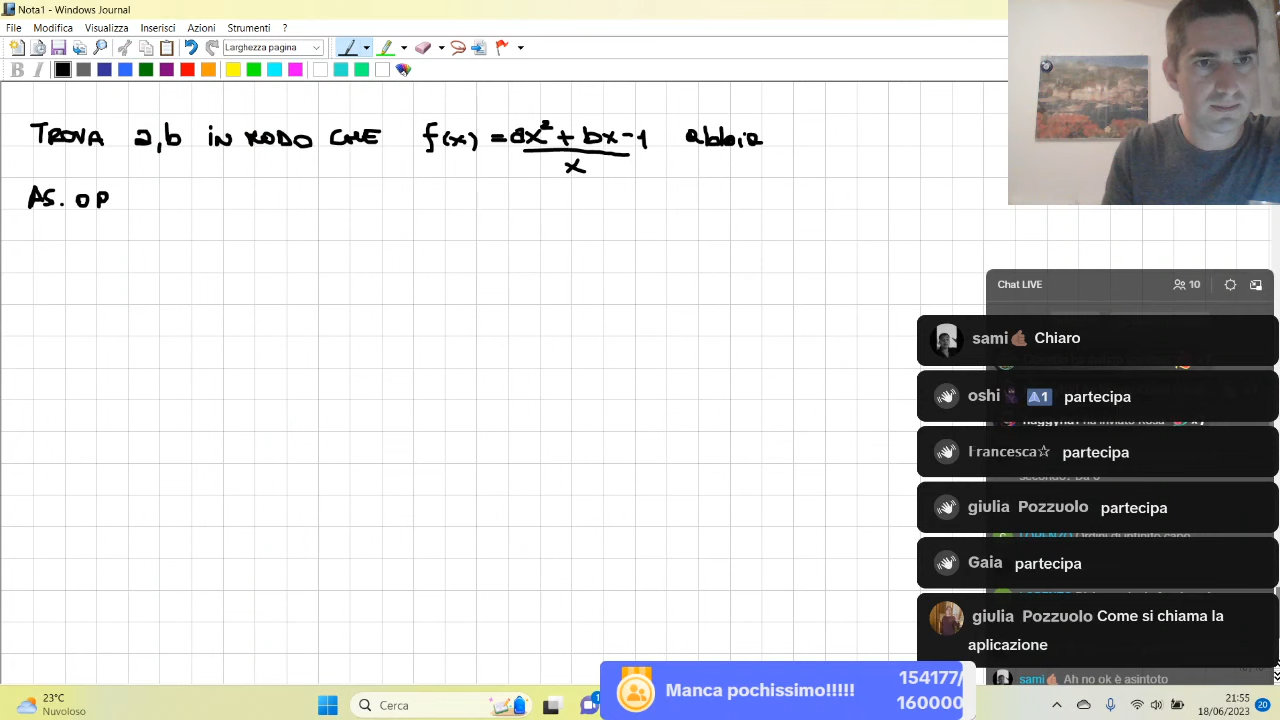 Nota1 - Windows Journal
File Modifica Visualizza Inserisci Azioni Strumenti ?
Larghezza pagina
B I
TROVA a,b IN MODO CHE f(x) = ax² + bx - 1 abbia
x
AS. OP
Chat LIVE 10
sami Chiaro
oshi 1 partecipa
Francesca☆ partecipa
giulia Pozzuolo partecipa
Gaia partecipa
giulia Pozzuolo Come si chiama la
aplicazione
sami Ah no ok è asintoto
Manca pochissimo!!!!! 154177/
160000
23°C
Nuvoloso
Cerca
21:55
18/06/2023
20